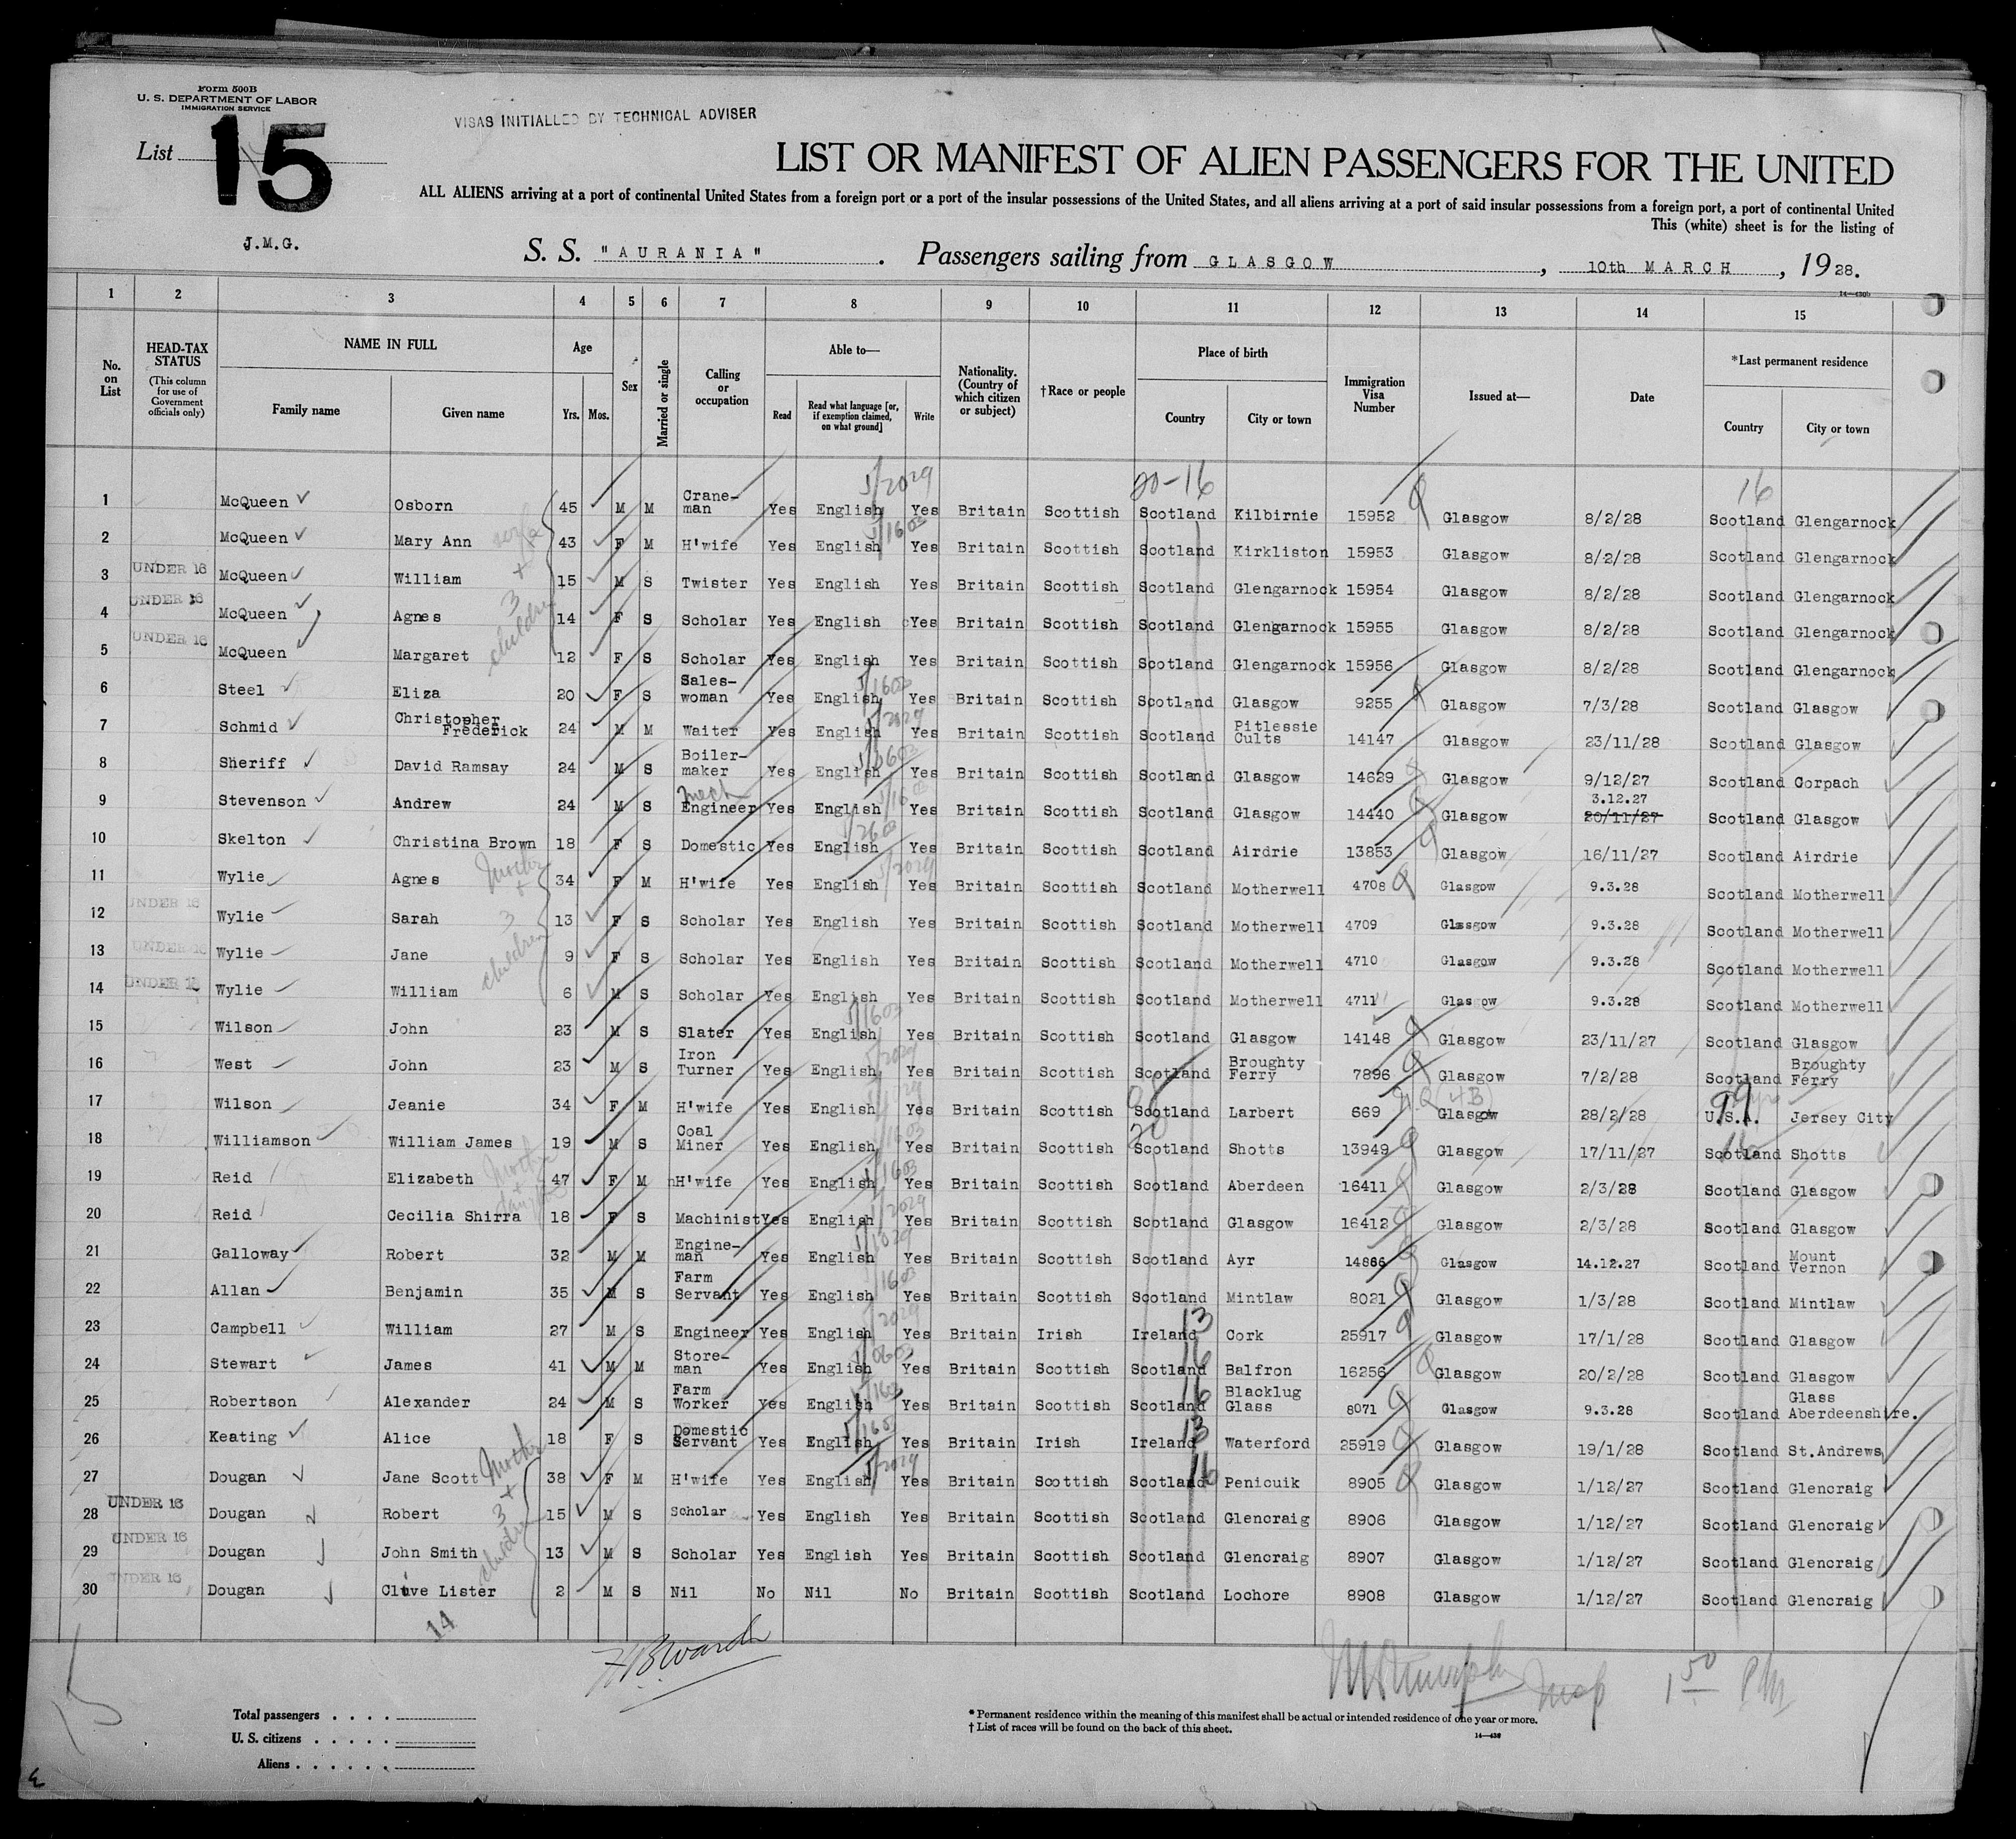 Form 500B
U. S. DEPARTMENT OF LABOR
IMMIGRATION SERVICE
VISAS INITIALLED BY TECHNICAL ADVISER
List 15
LIST OR MANIFEST OF ALIEN PASSENGERS FOR THE UNITED
ALL ALIENS arriving at a port of continental United States from a foreign port or a port of the insular possessions of the United States, and all aliens arriving at a port of said insular possessions from a foreign port, a port of continental United
This (white) sheet is for the listing of
J.M.G.
S. S. "AURANIA". Passengers sailing from GLASGOW, 10th MARCH, 1928.
14—430b
1 2 3 4 5 6 7 8 9 10 11 12 13 14 15
No. on List
HEAD-TAX STATUS (This column for use of Government officials only)
NAME IN FULL
Family name
Given name
Age
Yrs.
Mos.
Sex
Married or single
Calling or occupation
Able to—
Read
Read what language [or, if exemption claimed, on what ground]
Write
Nationality. (Country of which citizen or subject)
†Race or people
Place of birth
Country
City or town
Immigration Visa Number
Issued at—
Date
*Last permanent residence
Country
City or town
20-16 16
1 McQueen Osborn 45 M M Crane-man Yes English Yes Britain Scottish Scotland Kilbirnie 15952 Glasgow 8/2/28 Scotland Glengarnock
2 McQueen Mary Ann 43 F M H'wife Yes English Yes Britain Scottish Scotland Kirkliston 15953 Glasgow 8/2/28 Scotland Glengarnock
3 UNDER 16 McQueen William 15 M S Twister Yes English Yes Britain Scottish Scotland Glengarnock 15954 Glasgow 8/2/28 Scotland Glengarnock
4 UNDER 16 McQueen Agnes 14 F S Scholar Yes English Yes Britain Scottish Scotland Glengarnock 15955 Glasgow 8/2/28 Scotland Glengarnock
5 UNDER 16 McQueen Margaret 12 F S Scholar Yes English Yes Britain Scottish Scotland Glengarnock 15956 Glasgow 8/2/28 Scotland Glengarnock
wife + 3 children
6 Steel Eliza 20 F S Sales-woman Yes English Yes Britain Scottish Scotland Glasgow 9255 Glasgow 7/3/28 Scotland Glasgow
7 Schmid Christopher Frederick 24 M M Waiter Yes English Yes Britain Scottish Scotland Pitlessie Cults 14147 Glasgow 23/11/28 Scotland Glasgow
8 Sheriff David Ramsay 24 M S Boiler-maker Yes English Yes Britain Scottish Scotland Glasgow 14629 Glasgow 9/12/27 Scotland Corpach
9 Stevenson Andrew 24 M S mech Engineer Yes English Yes Britain Scottish Scotland Glasgow 14440 Glasgow 3.12.27 20/11/27 Scotland Glasgow
10 Skelton Christina Brown 18 F S Domestic Yes English Yes Britain Scottish Scotland Airdrie 13853 Glasgow 16/11/27 Scotland Airdrie
11 Wylie Agnes 34 F M H'wife Yes English Yes Britain Scottish Scotland Motherwell 4708 Glasgow 9.3.28 Scotland Motherwell
12 UNDER 16 Wylie Sarah 13 F S Scholar Yes English Yes Britain Scottish Scotland Motherwell 4709 Glasgow 9.3.28 Scotland Motherwell
13 UNDER 16 Wylie Jane 9 F S Scholar Yes English Yes Britain Scottish Scotland Motherwell 4710 Glasgow 9.3.28 Scotland Motherwell
14 UNDER 16 Wylie William 6 M S Scholar Yes English Yes Britain Scottish Scotland Motherwell 4711 Glasgow 9.3.28 Scotland Motherwell
Mother + 3 children
15 Wilson John 23 M S Slater Yes English Yes Britain Scottish Scotland Glasgow 14148 Glasgow 23/11/27 Scotland Glasgow
16 West John 23 M S Iron Turner Yes English Yes Britain Scottish Scotland Broughty Ferry 7896 Glasgow 7/2/28 Scotland Broughty Ferry
17 Wilson Jeanie 34 F M H'wife Yes English Yes Britain Scottish Scotland Larbert 669 Glasgow 28/2/28 U.S.A. Jersey City
18 Williamson William James 19 M S Coal Miner Yes English Yes Britain Scottish Scotland Shotts 13949 Glasgow 17/11/27 Scotland Shotts
19 Reid Elizabeth 47 F M H'wife Yes English Yes Britain Scottish Scotland Aberdeen 16411 Glasgow 2/3/28 Scotland Glasgow
20 Reid Cecilia Shirra 18 F S Machinist Yes English Yes Britain Scottish Scotland Glasgow 16412 Glasgow 2/3/28 Scotland Glasgow
21 Galloway Robert 32 M M Engine-man Yes English Yes Britain Scottish Scotland Ayr 14886 Glasgow 14.12.27 Scotland Mount Vernon
22 Allan Benjamin 35 M S Farm Servant Yes English Yes Britain Scottish Scotland Mintlaw 8021 Glasgow 1/3/28 Scotland Mintlaw
23 Campbell William 27 M S Engineer Yes English Yes Britain Irish Ireland 13 Cork 25917 Glasgow 17/1/28 Scotland Glasgow
24 Stewart James 41 M M Store-man Yes English Yes Britain Scottish Scotland 16 Balfron 16256 Glasgow 20/2/28 Scotland Glasgow
25 Robertson Alexander 24 M S Farm Worker Yes English Yes Britain Scottish Scotland 16 Blacklug Glass 8071 Glasgow 9.3.28 Scotland Glass Aberdeenshire.
26 Keating Alice 18 F S Domestic Servant Yes English Yes Britain Irish Ireland 13 Waterford 25919 Glasgow 19/1/28 Scotland St.Andrews
27 Dougan Jane Scott 38 F M H'wife Yes English Yes Britain Scottish Scotland 16 Penicuik 8905 Glasgow 1/12/27 Scotland Glencraig
28 UNDER 16 Dougan Robert 15 M S Scholar Yes English Yes Britain Scottish Scotland Glencraig 8906 Glasgow 1/12/27 Scotland Glencraig
29 UNDER 16 Dougan John Smith 13 M S Scholar Yes English Yes Britain Scottish Scotland Glencraig 8907 Glasgow 1/12/27 Scotland Glencraig
30 UNDER 16 Dougan Clive Lister 2 M S Nil No Nil No Britain Scottish Scotland Lochore 8908 Glasgow 1/12/27 Scotland Glencraig
Mother + 3 children
14
15
1 50 PM
Total passengers
U. S. citizens
Aliens
* Permanent residence within the meaning of this manifest shall be actual or intended residence of one year or more.
† List of races will be found on the back of this sheet.
14—430